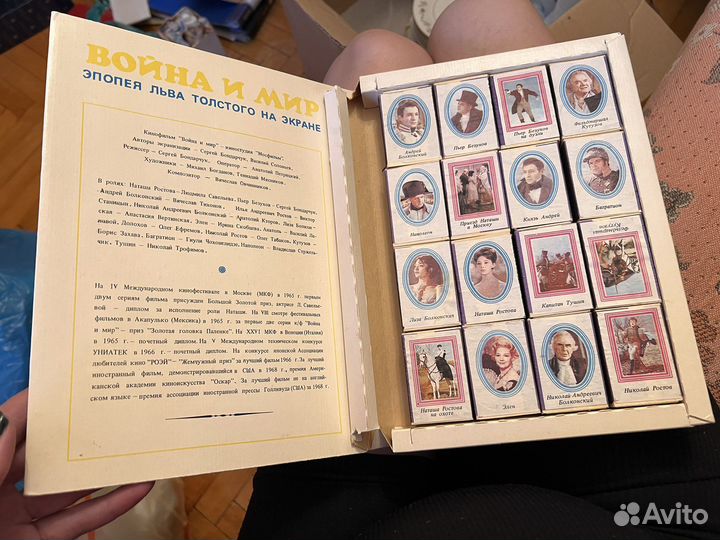 ВОЙНА И МИР
ЭПОПЕЯ ЛЬВА ТОЛСТОГО НА ЭКРАНЕ
Кинофильм "Война и мир" – киностудия "Мосфильм".
Авторы экранизации – Сергей Бондарчук, Василий Соловьев.
Режиссер – Сергей Бондарчук. Оператор – Анатолий Петрицкий.
Художники – Михаил Богданов, Геннадий Мясников.
Композитор – Вячеслав Овчинников.
В ролях: Наташа Ростова – Людмила Савельева, Пьер Безухов – Сергей Бондарчук,
Андрей Болконский – Вячеслав Тихонов, Илья Андреевич Ростов – Виктор
Станицын, Николай Андреевич Болконский – Анатолий Кторов, Лиза Болкон-
ская – Анастасия Вертинская, Элен – Ирина Скобцева, Анатоль – Василий Ла-
новой, Долохов – Олег Ефремов, Николай Ростов – Олег Табаков, Кутузов –
Борис Захава, Багратион – Гиули Чохонелидзе, Наполеон – Владислав Стржель-
чик, Тушин – Николай Трофимов.
На IV Международном кинофестивале в Москве (МКФ) в 1965 г. первым
двум сериям фильма присужден Большой Золотой приз, актрисе Л. Савелье-
вой – диплом за исполнение роли Наташи. На VIII смотре фестивальных
фильмов в Акапулько (Мексика) в 1965 г. за первые две серии к/ф "Война
и мир" – приз "Золотая головка Паленке". На XXVI МКФ в Венеции (Италия)
в 1965 г. – почетный диплом. На V Международном техническом конкурсе
УНИАТЕК в 1966 г. – почетный диплом. На конкурсе японской Ассоциации
любителей кино "РОЭЙ" – "Жемчужный приз" за лучший фильм 1966 г. За лучший
иностранный фильм, демонстрировавшийся в США в 1968 г., премия Амери-
канской академии киноискусства "Оскар". За лучший фильм не на английс-
ком языке – премия ассоциации иностранной прессы Голливуда (США) за 1968 г.
Андрей
Болконский
Пьер Безухов
Пьер Безухов
на дуэли
Фельдмаршал
Кутузов
Наполеон
Приезд Наташи
в Москву
Князь Андрей
Багратион
Лиза Болконская
Наташа Ростова
Капитан Тушин
Наташа Ростова
на охоте
Элен
Николай Андреевич
Болконский
Николай Ростов
Avito